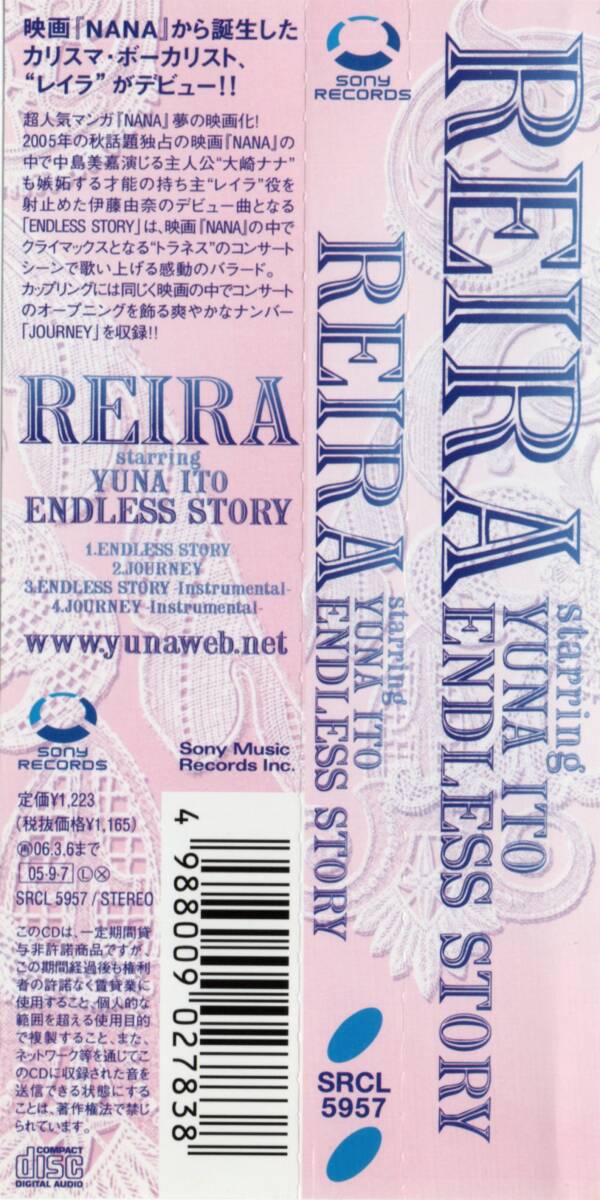 映画『NANA』から誕生した
カリスマ・ボーカリスト、
“レイラ”がデビュー!!
超人気マンガ『NANA』夢の映画化!
2005年の秋話題独占の映画『NANA』の
中で中島美嘉演じる主人公“大崎ナナ”
も嫉妬する才能の持ち主“レイラ”役を
射止めた伊藤由奈のデビュー曲となる
「ENDLESS STORY」は、映画『NANA』の中で
クライマックスとなる“トラネス”のコンサート
シーンで歌い上げる感動のバラード。
カップリングには同じく映画の中でコンサート
のオープニングを飾る爽やかなナンバー
「JOURNEY」を収録!!
REIRA
starring
YUNA ITO
ENDLESS STORY
1.ENDLESS STORY
2.JOURNEY
3.ENDLESS STORY -Instrumental-
4.JOURNEY -Instrumental-
www.yunaweb.net
SONY
RECORDS
Sony Music
Records Inc.
定価¥1,223
(税抜価格¥1,165)
㊙06.3.6まで
05・9・7 Ⓛⓧ
SRCL 5957 / STEREO
このCDは、一定期間貸
与非許諾商品ですが、
この期間経過後も権利
者の許諾なく賃貸業に
使用すること、個人的な
範囲を超える使用目的
で複製すること、また、
ネットワーク等を通じてこ
のCDに収録された音を
送信できる状態にする
ことは、著作権法で禁じ
られています。
COMPACT
disc
DIGITAL AUDIO
4 988009 027838
SONY
RECORDS
REIRA
starring
YUNA ITO
ENDLESS STORY
SRCL
5957
REIRA
starring
YUNA ITO
ENDLESS STORY